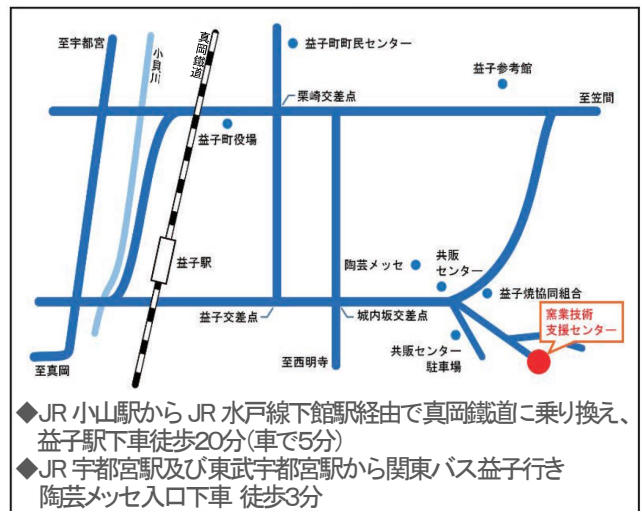 至宇都宮
小貝川
真岡鐵道
益子町町民センター
益子参考館
栗崎交差点
至笠間
益子町役場
益子駅
陶芸メッセ
共販
センター
益子焼協同組合
窯業技術
支援センター
益子交差点
城内坂交差点
至真岡
至西明寺
共販センター
駐車場
◆JR 小山駅から JR 水戸線下館駅経由で真岡鐵道に乗り換え、
益子駅下車徒歩20分(車で5分)
◆JR 宇都宮駅及び東武宇都宮駅から関東バス益子行き
陶芸メッセ入口下車 徒歩3分